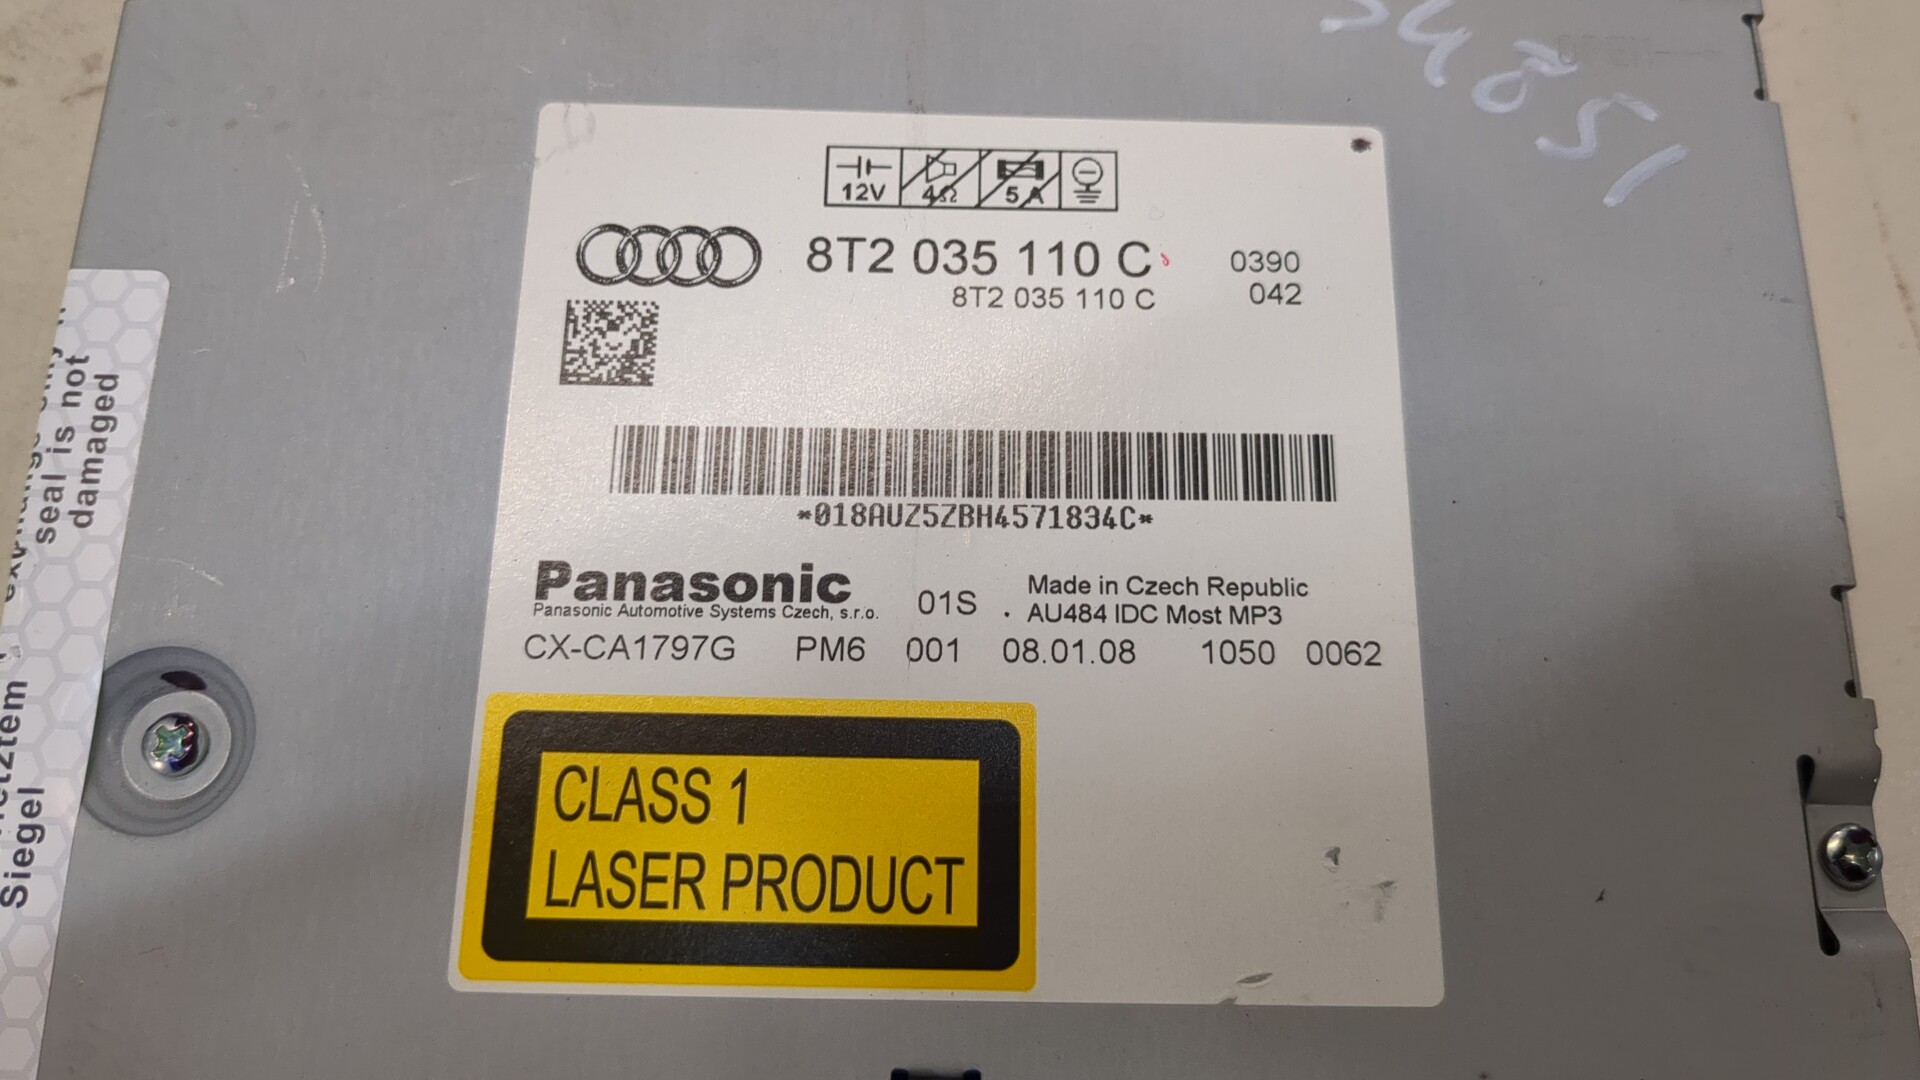 54851
12V
4Ω
5 A
8T2 035 110 C
0390
8T2 035 110 C
042
*018AUZ5ZBH4571834C*
Panasonic
Panasonic Automotive Systems Czech, s.r.o.
01S
Made in Czech Republic
. AU484 IDC Most MP3
CX-CA1797G PM6 001 08.01.08 1050 0062
CLASS 1
LASER PRODUCT
seal is not
damaged
Siegel